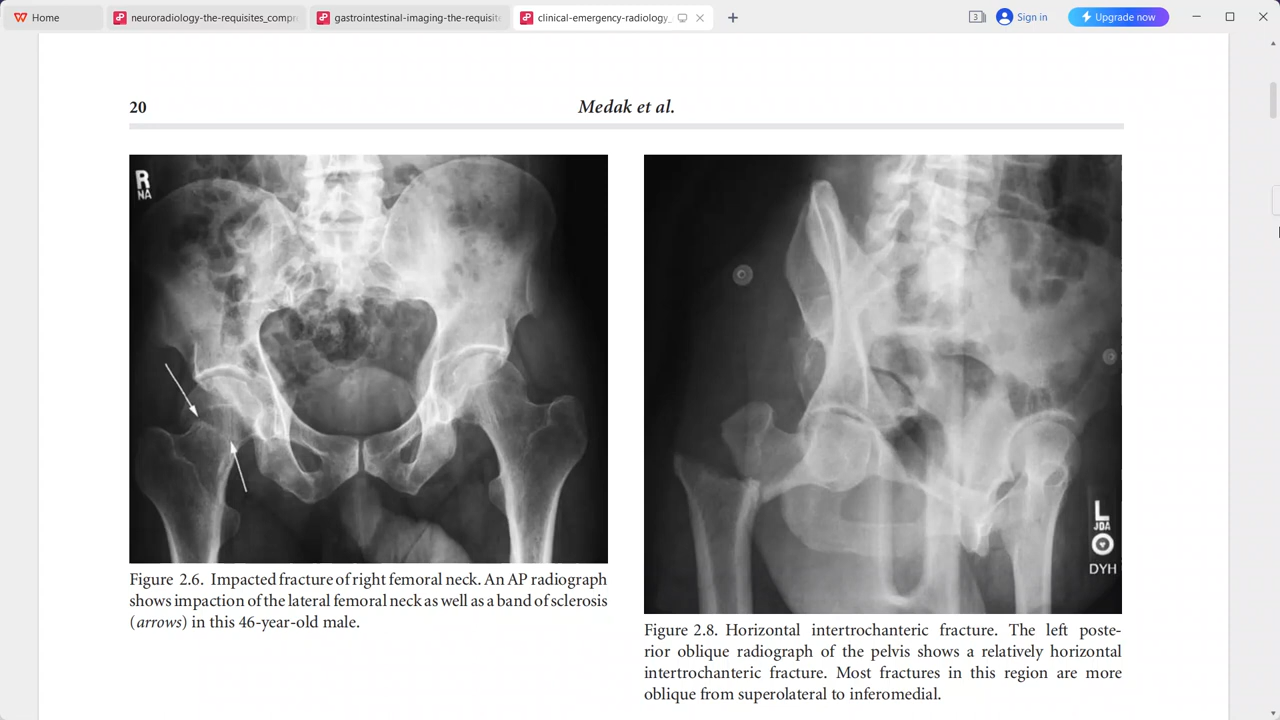 Home
neuroradiology-the-requisites_compr
gastrointestinal-imaging-the-requisite
clinical-emergency-radiology_
3
Sign in
Upgrade now
20
Medak et al.
R
NA
Figure 2.6. Impacted fracture of right femoral neck. An AP radiograph
shows impaction of the lateral femoral neck as well as a band of sclerosis
(arrows) in this 46-year-old male.
L
JDA
DYH
Figure 2.8. Horizontal intertrochanteric fracture. The left poste-
rior oblique radiograph of the pelvis shows a relatively horizontal
intertrochanteric fracture. Most fractures in this region are more
oblique from superolateral to inferomedial.